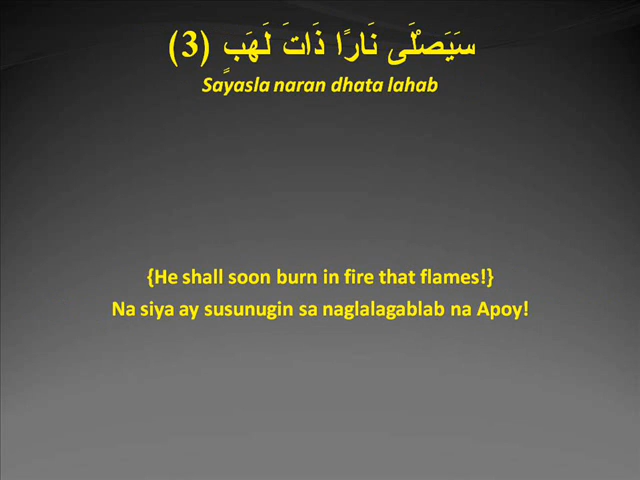 سَيَصْلَى نَارًا ذَاتَ لَهَبٍ (3)
Sayasla naran dhata lahab
{He shall soon burn in fire that flames!}
Na siya ay susunugin sa naglalagablab na Apoy!